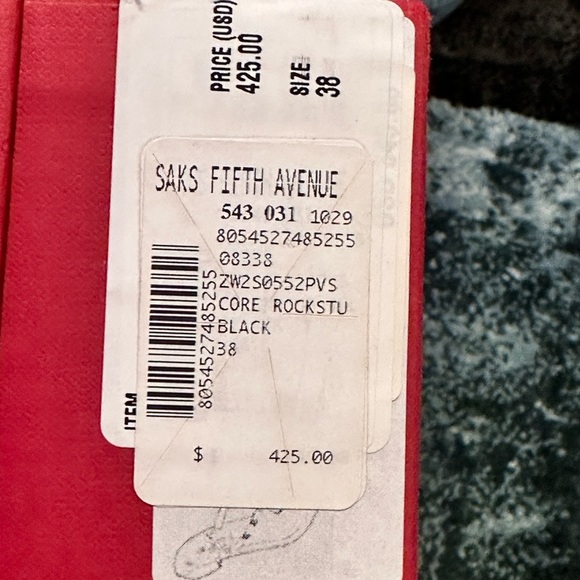 PRICE (USD)
425.00
SIZE
38
SAKS FIFTH AVENUE
543 031 1029
8054527485255
08338
ZW2S0552PVS
CORE ROCKSTU
BLACK
38
8054527485255
ITEM
$ 425.00